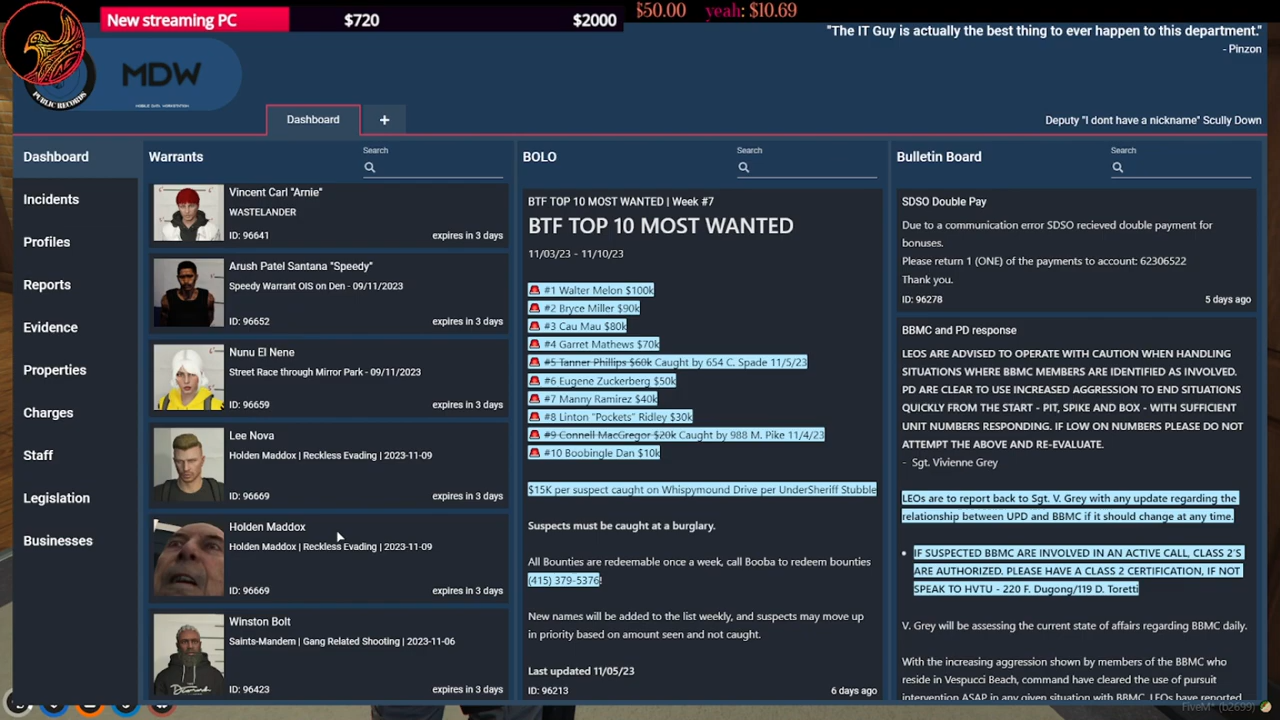 New streaming PC
$720
$2000
$50.00
yeah: $10.69
"The IT Guy is actually the best thing to ever happen to this department."
- Pinzon
PUBLIC RECORDS
MDW
MOBILE DATA WORKSTATION
Dashboard
+
Deputy "I dont have a nickname" Scully Down
Dashboard
Incidents
Profiles
Reports
Evidence
Properties
Charges
Staff
Legislation
Businesses
Warrants
Search
Vincent Carl "Arnie"
WASTELANDER
ID: 96641
expires in 3 days
Arush Patel Santana "Speedy"
Speedy Warrant OIS on Den - 09/11/2023
ID: 96652
expires in 3 days
Nunu El Nene
Street Race through Mirror Park - 09/11/2023
ID: 96659
expires in 3 days
Lee Nova
Holden Maddox | Reckless Evading | 2023-11-09
ID: 96669
expires in 3 days
Holden Maddox
Holden Maddox | Reckless Evading | 2023-11-09
ID: 96669
expires in 3 days
Winston Bolt
Saints-Mandem | Gang Related Shooting | 2023-11-06
ID: 96423
expires in 3 days
BOLO
Search
BTF TOP 10 MOST WANTED | Week #7
BTF TOP 10 MOST WANTED
11/03/23 - 11/10/23
#1 Walter Melon $100k
#2 Bryce Miller $90k
#3 Cau Mau $80k
#4 Garret Mathews $70k
#5 Tanner Phillips $60k Caught by 654 C. Spade 11/5/23
#6 Eugene Zuckerberg $50k
#7 Manny Ramirez $40k
#8 Linton "Pockets" Ridley $30k
#9 Connell MacGregor $20k Caught by 988 M. Pike 11/4/23
#10 Boobingle Dan $10k
$15K per suspect caught on Whispymound Drive per UnderSheriff Stubble
Suspects must be caught at a burglary.
All Bounties are redeemable once a week, call Booba to redeem bounties
(415) 379-5376!
New names will be added to the list weekly, and suspects may move up
in priority based on amount seen and not caught.
Last updated 11/05/23
ID: 96213
6 days ago
Bulletin Board
Search
SDSO Double Pay
Due to a communication error SDSO recieved double payment for
bonuses.
Please return 1 (ONE) of the payments to account: 62306522
Thank you.
ID: 96278
5 days ago
BBMC and PD response
LEOS ARE ADVISED TO OPERATE WITH CAUTION WHEN HANDLING
SITUATIONS WHERE BBMC MEMBERS ARE IDENTIFIED AS INVOLVED.
PD ARE CLEAR TO USE INCREASED AGGRESSION TO END SITUATIONS
QUICKLY FROM THE START - PIT, SPIKE AND BOX - WITH SUFFICIENT
UNIT NUMBERS RESPONDING. IF LOW ON NUMBERS PLEASE DO NOT
ATTEMPT THE ABOVE AND RE-EVALUATE.
- Sgt. Vivienne Grey
LEOs are to report back to Sgt. V. Grey with any update regarding the
relationship between UPD and BBMC if it should change at any time.
• IF SUSPECTED BBMC ARE INVOLVED IN AN ACTIVE CALL, CLASS 2'S
ARE AUTHORIZED. PLEASE HAVE A CLASS 2 CERTIFICATION, IF NOT
SPEAK TO HVTU - 220 F. Dugong/119 D. Toretti
V. Grey will be assessing the current state of affairs regarding BBMC daily.
With the increasing aggression shown by members of the BBMC who
reside in Vespucci Beach, command have cleared the use of pursuit
intervention ASAP in any given situation with BBMC. LEOs have reported
FiveM* (b2699)